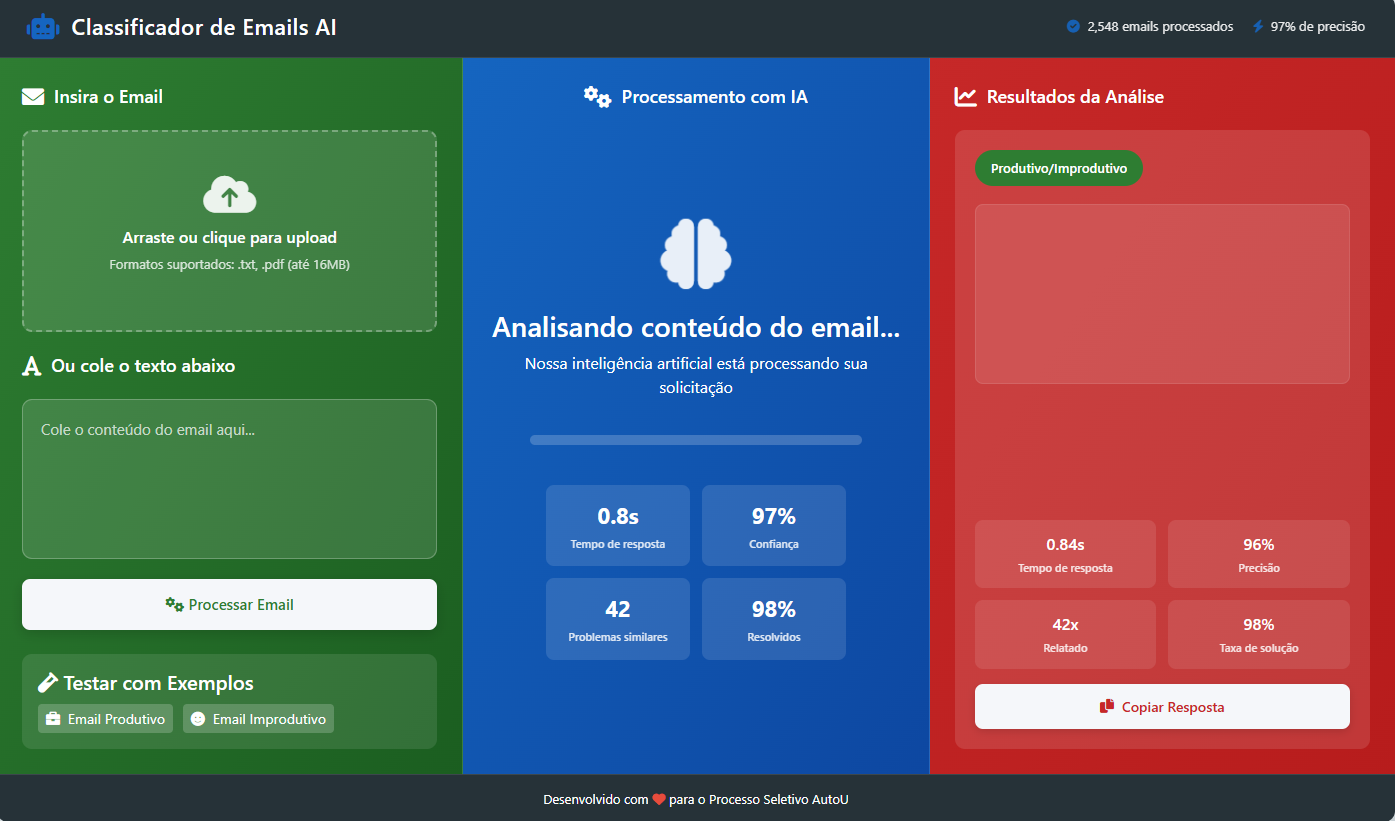 Classificador de Emails AI
2,548 emails processados
97% de precisão
Insira o Email
Arraste ou clique para upload
Formatos suportados: .txt, .pdf (até 16MB)
Ou cole o texto abaixo
Cole o conteúdo do email aqui...
Processar Email
Testar com Exemplos
Email Produtivo
Email Improdutivo
Processamento com IA
Analisando conteúdo do email...
Nossa inteligência artificial está processando sua
solicitação
0.8s
Tempo de resposta
97%
Confiança
42
Problemas similares
98%
Resolvidos
Resultados da Análise
Produtivo/Improdutivo
0.84s
Tempo de resposta
96%
Precisão
42x
Relatado
98%
Taxa de solução
Copiar Resposta
Desenvolvido com ❤ para o Processo Seletivo AutoU